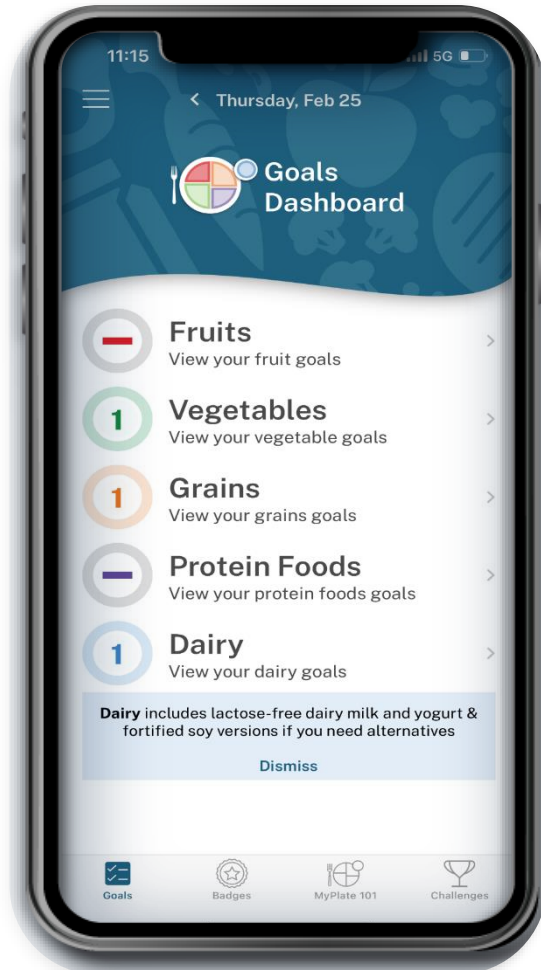 11:15
5G
< Thursday, Feb 25
Goals
Dashboard
Fruits
View your fruit goals
1
Vegetables
View your vegetable goals
1
Grains
View your grains goals
Protein Foods
View your protein foods goals
1
Dairy
View your dairy goals
Dairy includes lactose-free dairy milk and yogurt &
fortified soy versions if you need alternatives
Dismiss
Goals
Badges
MyPlate 101
Challenges